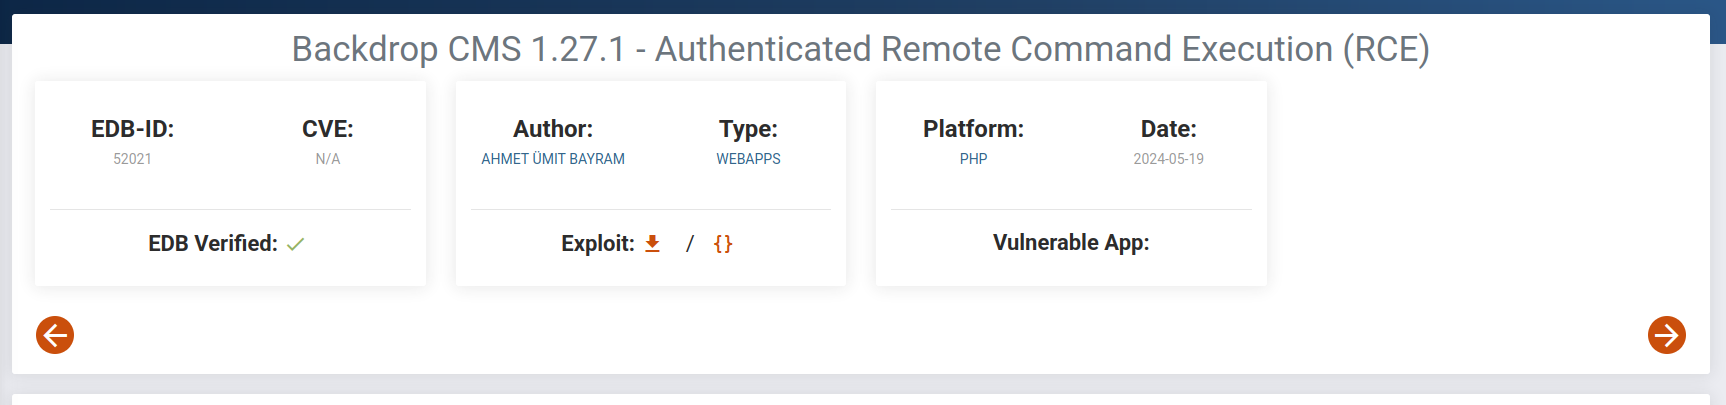 Backdrop CMS 1.27.1 - Authenticated Remote Command Execution (RCE)
EDB-ID:
52021
CVE:
N/A
EDB Verified:
Author:
AHMET ÜMIT BAYRAM
Type:
WEBAPPS
Exploit: / {}
Platform:
PHP
Date:
2024-05-19
Vulnerable App: